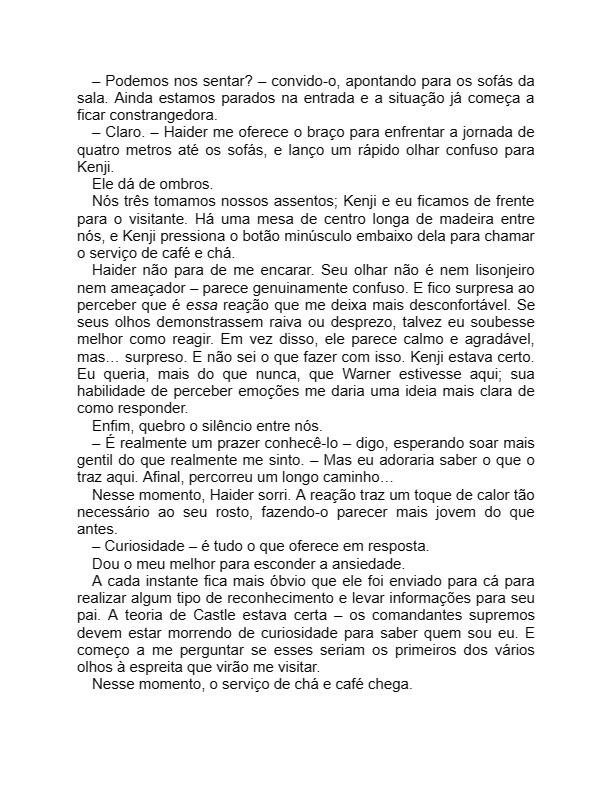 – Podemos nos sentar? – convido-o, apontando para os sofás da
sala. Ainda estamos parados na entrada e a situação já começa a
ficar constrangedora.
– Claro. – Haider me oferece o braço para enfrentar a jornada de
quatro metros até os sofás, e lanço um rápido olhar confuso para
Kenji.
Ele dá de ombros.
Nós três tomamos nossos assentos; Kenji e eu ficamos de frente
para o visitante. Há uma mesa de centro longa de madeira entre
nós, e Kenji pressiona o botão minúsculo embaixo dela para chamar
o serviço de café e chá.
Haider não para de me encarar. Seu olhar não é nem lisonjeiro
nem ameaçador – parece genuinamente confuso. E fico surpresa ao
perceber que é essa reação que me deixa mais desconfortável. Se
seus olhos demonstrassem raiva ou desprezo, talvez eu soubesse
melhor como reagir. Em vez disso, ele parece calmo e agradável,
mas… surpreso. E não sei o que fazer com isso. Kenji estava certo.
Eu queria, mais do que nunca, que Warner estivesse aqui; sua
habilidade de perceber emoções me daria uma ideia mais clara de
como responder.
Enfim, quebro o silêncio entre nós.
– É realmente um prazer conhecê-lo – digo, esperando soar mais
gentil do que realmente me sinto. – Mas eu adoraria saber o que o
traz aqui. Afinal, percorreu um longo caminho…
Nesse momento, Haider sorri. A reação traz um toque de calor tão
necessário ao seu rosto, fazendo-o parecer mais jovem do que
antes.
– Curiosidade – é tudo o que oferece em resposta.
Dou o meu melhor para esconder a ansiedade.
A cada instante fica mais óbvio que ele foi enviado para cá para
realizar algum tipo de reconhecimento e levar informações para seu
pai. A teoria de Castle estava certa – os comandantes supremos
devem estar morrendo de curiosidade para saber quem sou eu. E
começo a me perguntar se esses seriam os primeiros dos vários
olhos à espreita que virão me visitar.
Nesse momento, o serviço de chá e café chega.